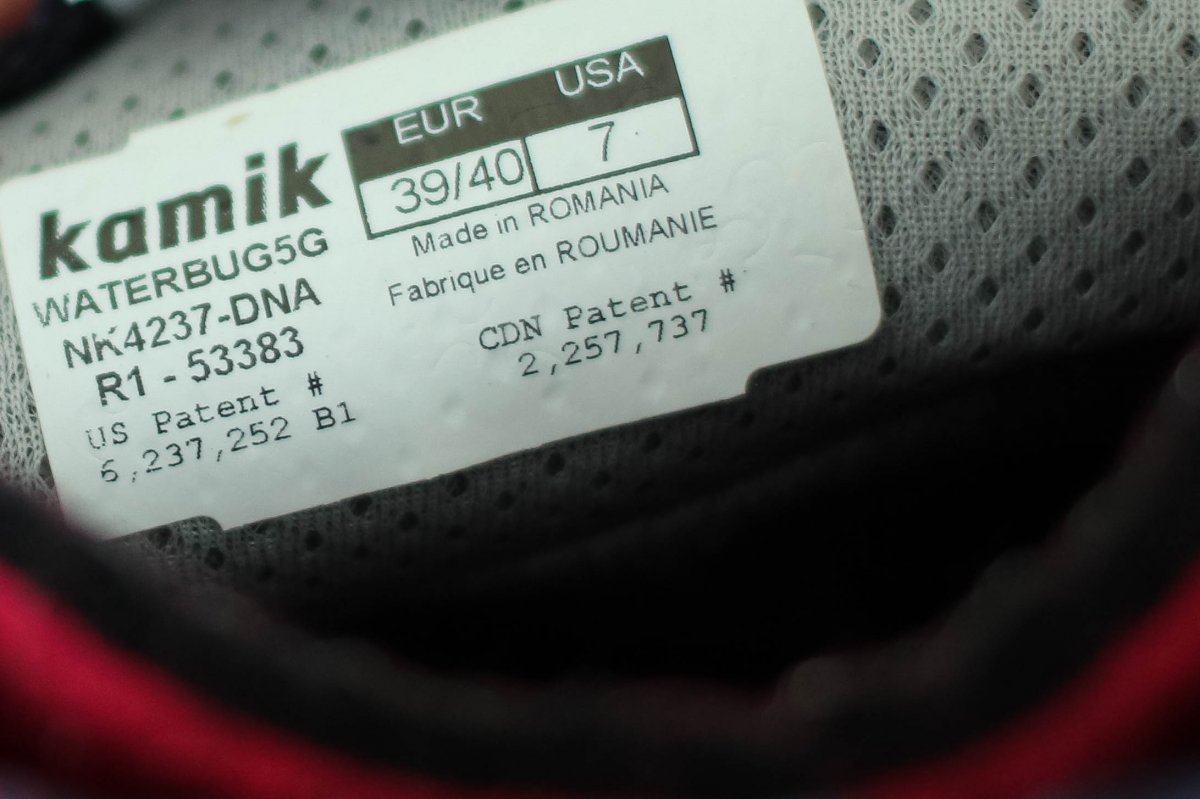 kamik
WATERBUG5G
NK4237-DNA
R1 - 53383
US Patent #
6,237,252 B1
EUR USA
39/40 7
Made in ROMANIA
Fabrique en ROUMANIE
CDN Patent #
2,257,737